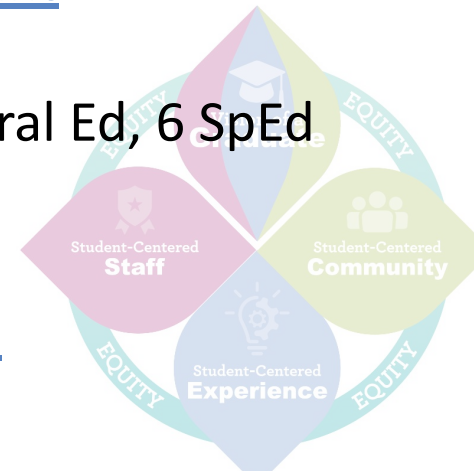 ral Ed, 6 SpEd
EQUITY
EQUITY
Graduate
Student-Centered
Staff
Student-Centered
Community
Student-Centered
Experience
EQUITY
EQUITY